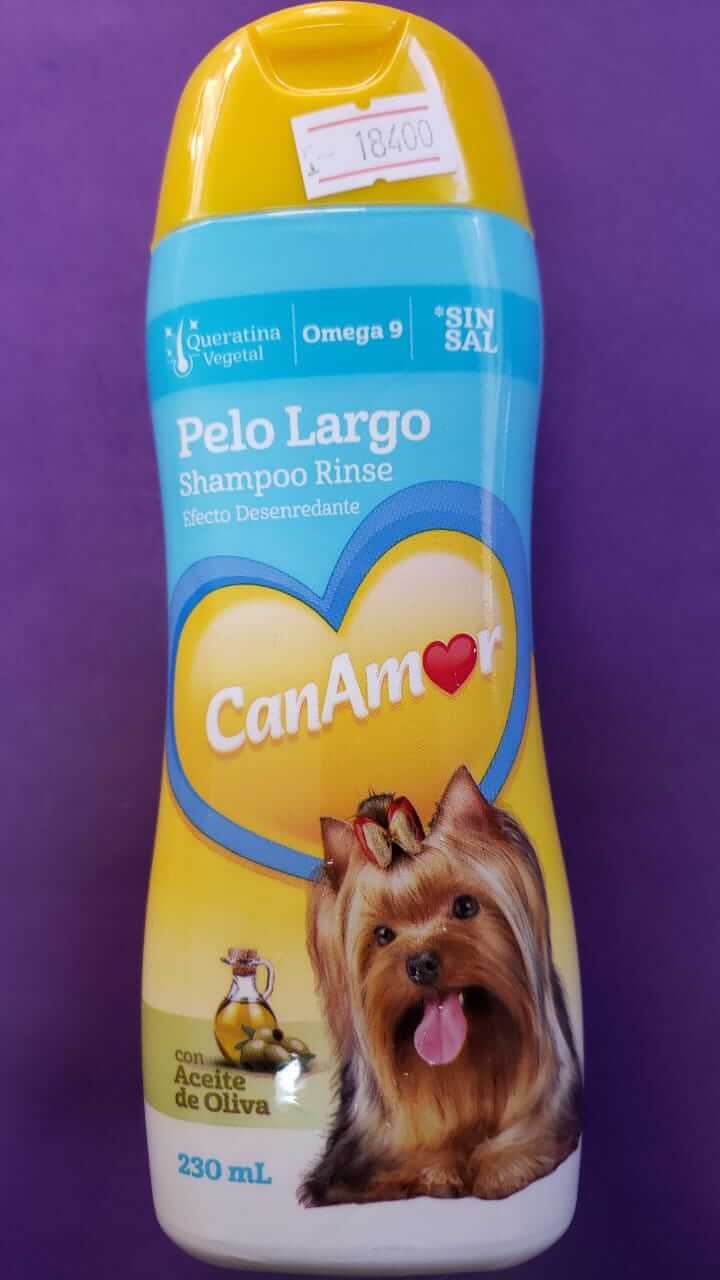 18400
Queratina
Vegetal
Omega 9
*SIN
SAL
Pelo Largo
Shampoo Rinse
Efecto Desenredante
CanAmor
con
Aceite
de Oliva
230 mL